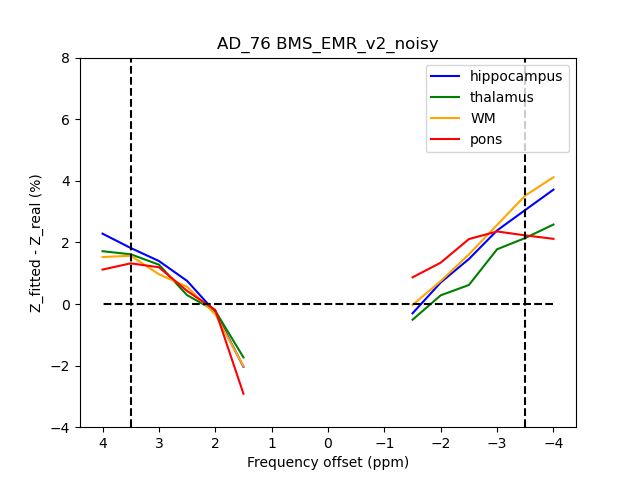 AD_76 BMS_EMR_v2_noisy
Z_fitted - Z_real (%)
8
6
4
2
0
−2
−4
hippocampus
thalamus
WM
pons
4 3 2 1 0 −1 −2 −3 −4
Frequency offset (ppm)